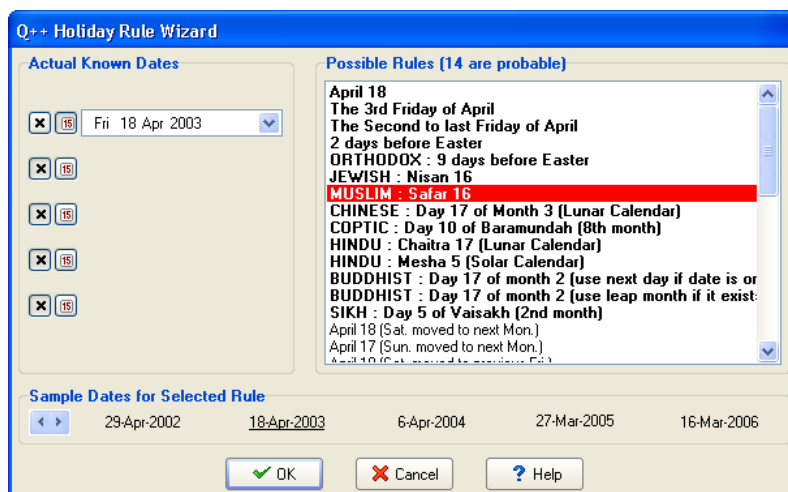 Q++ Holiday Rule Wizard
Actual Known Dates
15 Fri 18 Apr 2003
15
15
15
15
Possible Rules (14 are probable)
April 18
The 3rd Friday of April
The Second to last Friday of April
2 days before Easter
ORTHODOX : 9 days before Easter
JEWISH : Nisan 16
MUSLIM : Safar 16
CHINESE : Day 17 of Month 3 (Lunar Calendar)
COPTIC : Day 10 of Baramundah (8th month)
HINDU : Chaitra 17 (Lunar Calendar)
HINDU : Mesha 5 (Solar Calendar)
BUDDHIST : Day 17 of month 2 (use next day if date is or
BUDDHIST : Day 17 of month 2 (use leap month if it exist
SIKH : Day 5 of Vaisakh (2nd month)
April 18 (Sat. moved to next Mon.)
April 17 (Sun. moved to next Mon.)
Sample Dates for Selected Rule
29-Apr-2002 18-Apr-2003 6-Apr-2004 27-Mar-2005 16-Mar-2006
OK Cancel ? Help